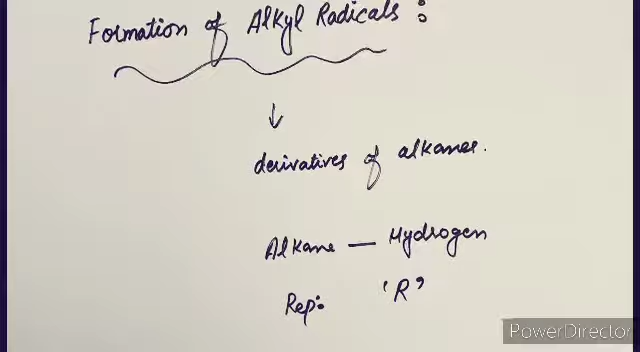 Formation of Alkyl Radicals :
↓
derivatives of alkanes.
Alkane — Hydrogen
Rep: 'R'
PowerDirector